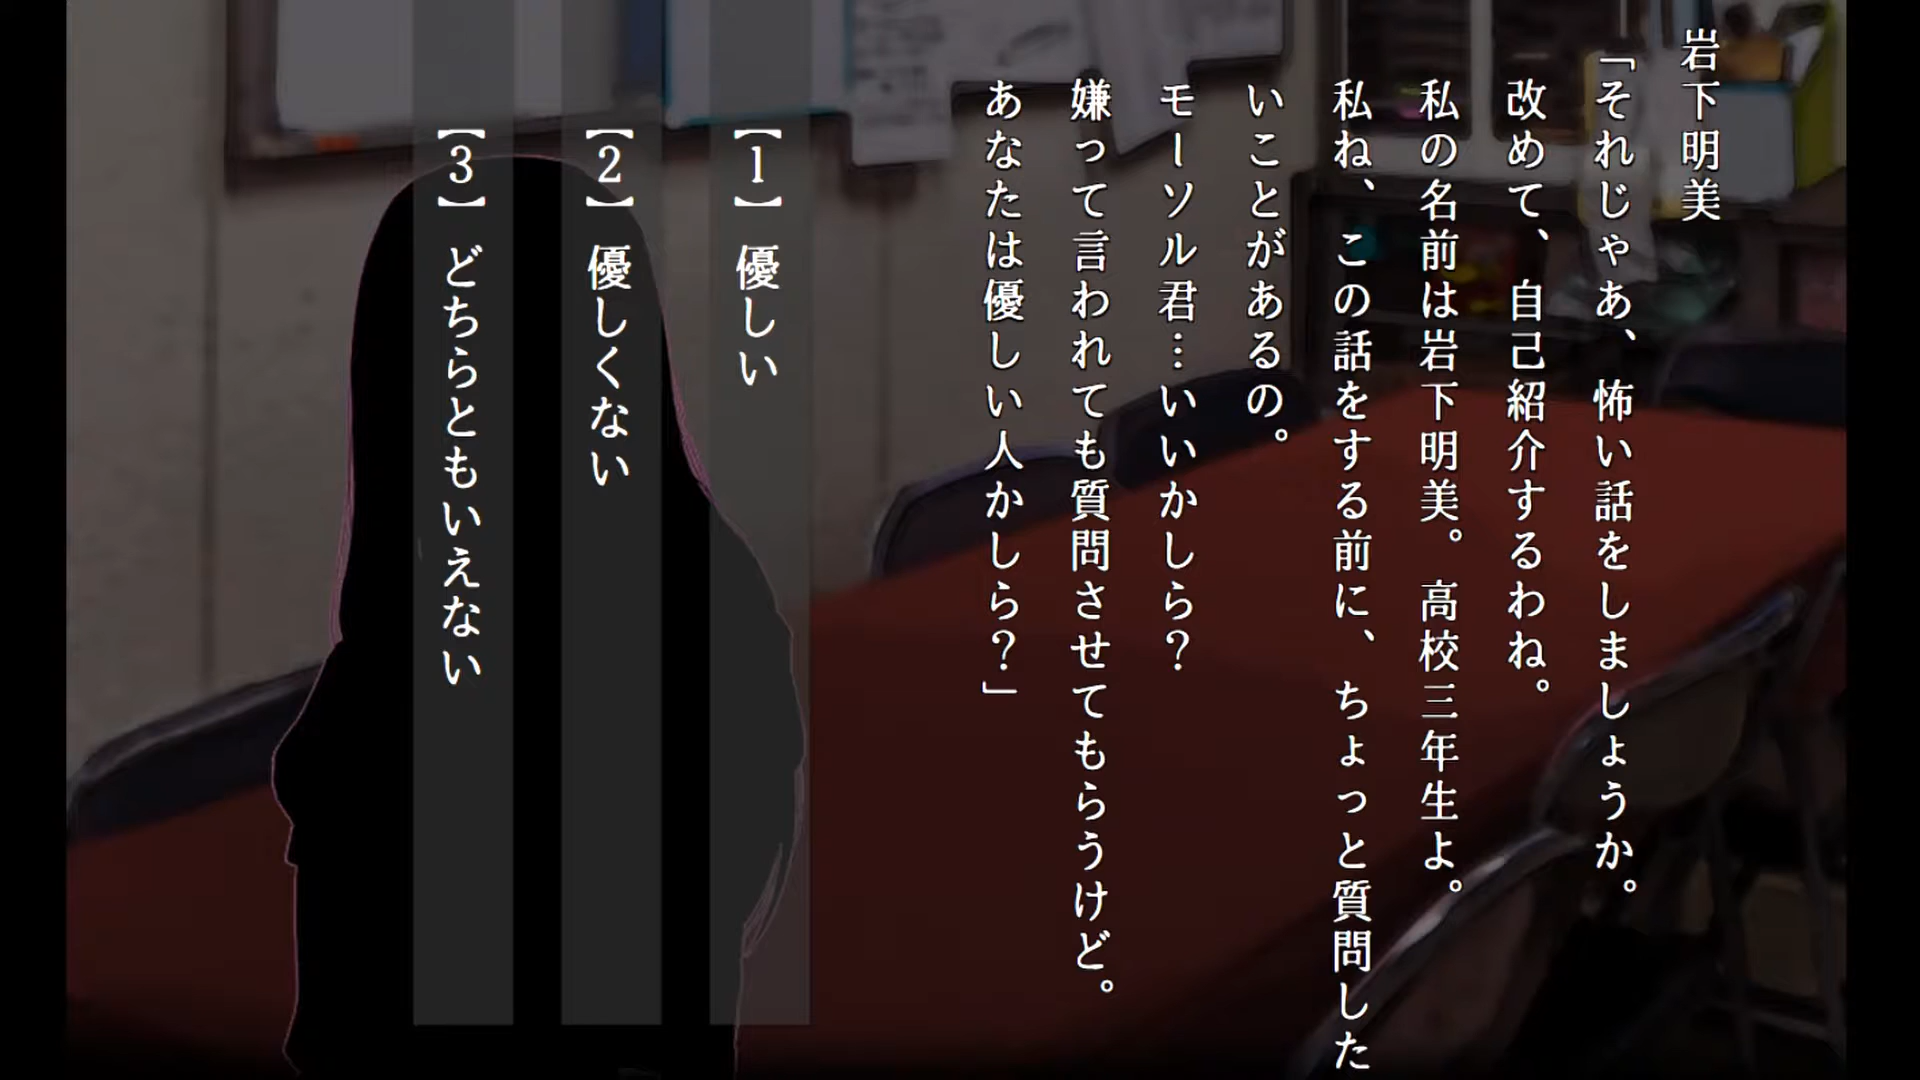 岩下明美
「それじゃあ、怖い話をしましょうか。
改めて、自己紹介するわね。
私の名前は岩下明美。高校三年生よ。
私ね、この話をする前に、ちょっと質問した
いことがあるの。
モーソル君…いいかしら？
嫌って言われても質問させてもらうけど。
あなたは優しい人かしら？」
【1】優しい
【2】優しくない
【3】どちらともいえない